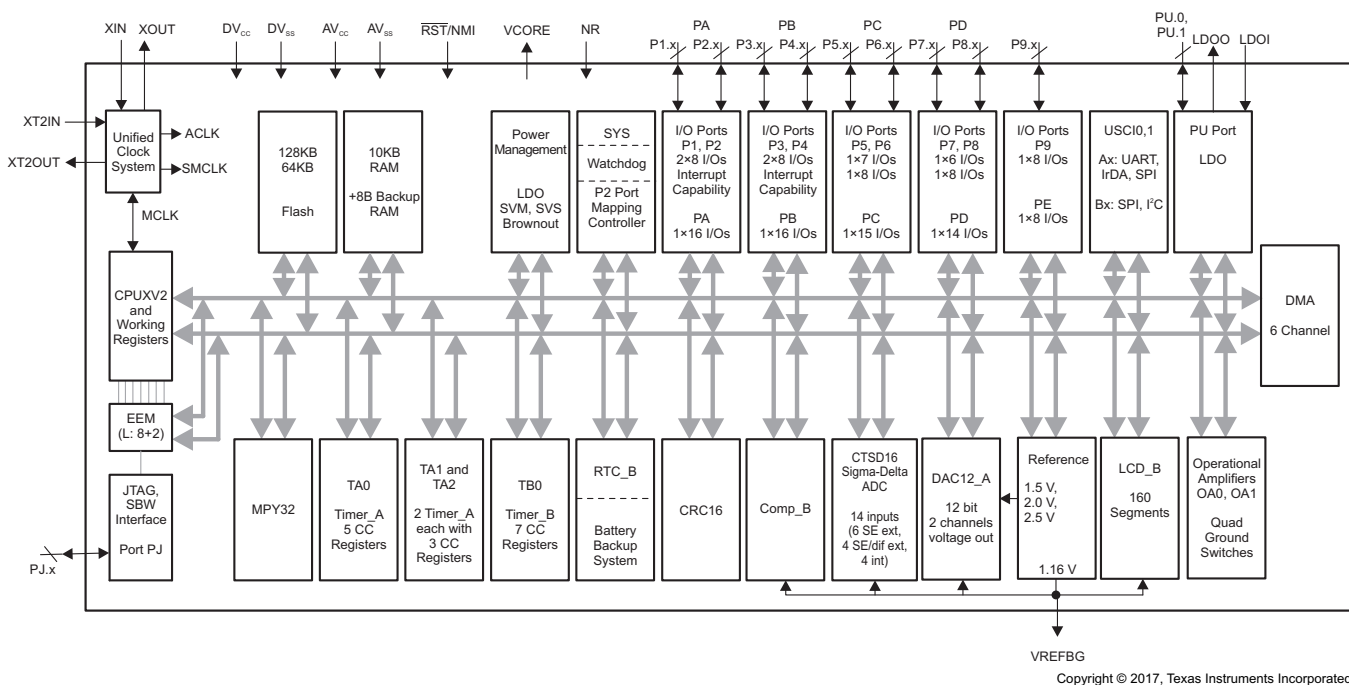 XIN
XOUT
DVCC
DVSS
AVCC
AVSS
RST/NMI
VCORE
NR
PA
P1.x
P2.x
PB
P3.x
P4.x
PC
P5.x
P6.x
PD
P7.x
P8.x
P9.x
PU.0,
PU.1
LDOO
LDOI
XT2IN
XT2OUT
Unified
Clock
System
ACLK
SMCLK
MCLK
128KB
64KB
Flash
10KB
RAM
+8B Backup
RAM
Power
Management
LDO
SVM, SVS
Brownout
SYS
Watchdog
P2 Port
Mapping
Controller
I/O Ports
P1, P2
2×8 I/Os
Interrupt
Capability
PA
1×16 I/Os
I/O Ports
P3, P4
2×8 I/Os
Interrupt
Capability
PB
1×16 I/Os
I/O Ports
P5, P6
1×7 I/Os
1×8 I/Os
PC
1×15 I/Os
I/O Ports
P7, P8
1×6 I/Os
1×8 I/Os
PD
1×14 I/Os
I/O Ports
P9
1×8 I/Os
PE
1×8 I/Os
USCI0,1
Ax: UART,
IrDA, SPI
Bx: SPI, I²C
PU Port
LDO
CPUXV2
and
Working
Registers
DMA
6 Channel
EEM
(L: 8+2)
JTAG,
SBW
Interface
Port PJ
PJ.x
MPY32
TA0
Timer_A
5 CC
Registers
TA1 and
TA2
2 Timer_A
each with
3 CC
Registers
TB0
Timer_B
7 CC
Registers
RTC_B
Battery
Backup
System
CRC16
Comp_B
CTSD16
Sigma-Delta
ADC
14 inputs
(6 SE ext,
4 SE/dif ext,
4 int)
DAC12_A
12 bit
2 channels
voltage out
Reference
1.5 V,
2.0 V,
2.5 V
1.16 V
LCD_B
160
Segments
Operational
Amplifiers
OA0, OA1
Quad
Ground
Switches
VREFBG
Copyright © 2017, Texas Instruments Incorporated